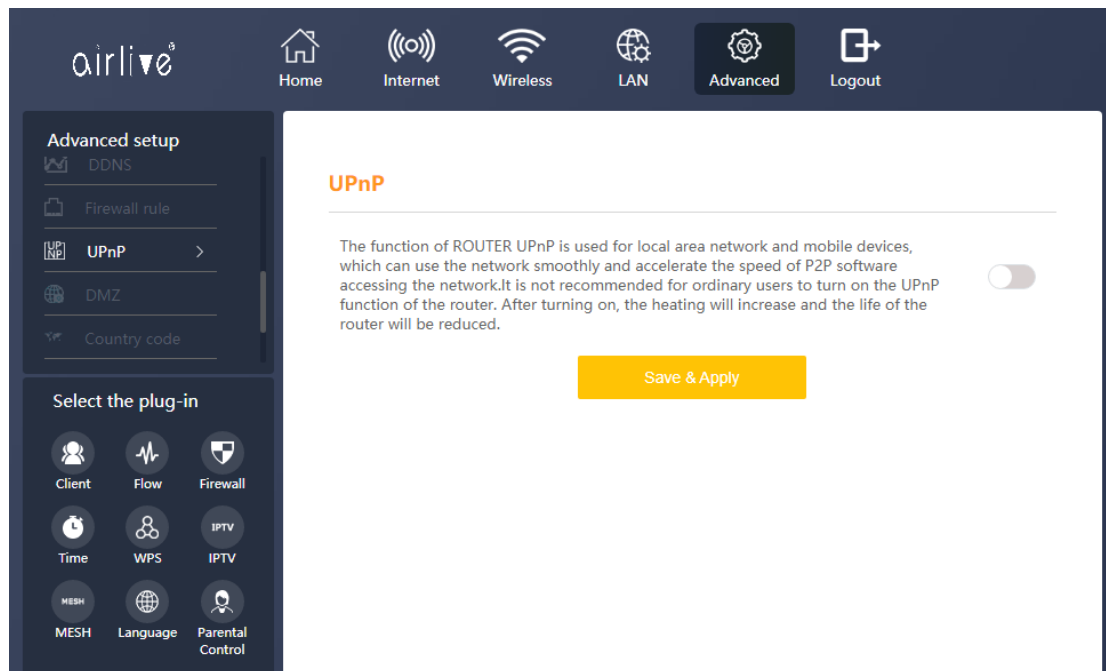 airlive®
Home
Internet
Wireless
LAN
Advanced
Logout
Advanced setup
DDNS
Firewall rule
UPnP
DMZ
Country code
Select the plug-in
Client
Flow
Firewall
Time
WPS
IPTV
IPTV
MESH
MESH
Language
Parental
Control
UPnP
The function of ROUTER UPnP is used for local area network and mobile devices,
which can use the network smoothly and accelerate the speed of P2P software
accessing the network.It is not recommended for ordinary users to turn on the UPnP
function of the router. After turning on, the heating will increase and the life of the
router will be reduced.
Save & Apply